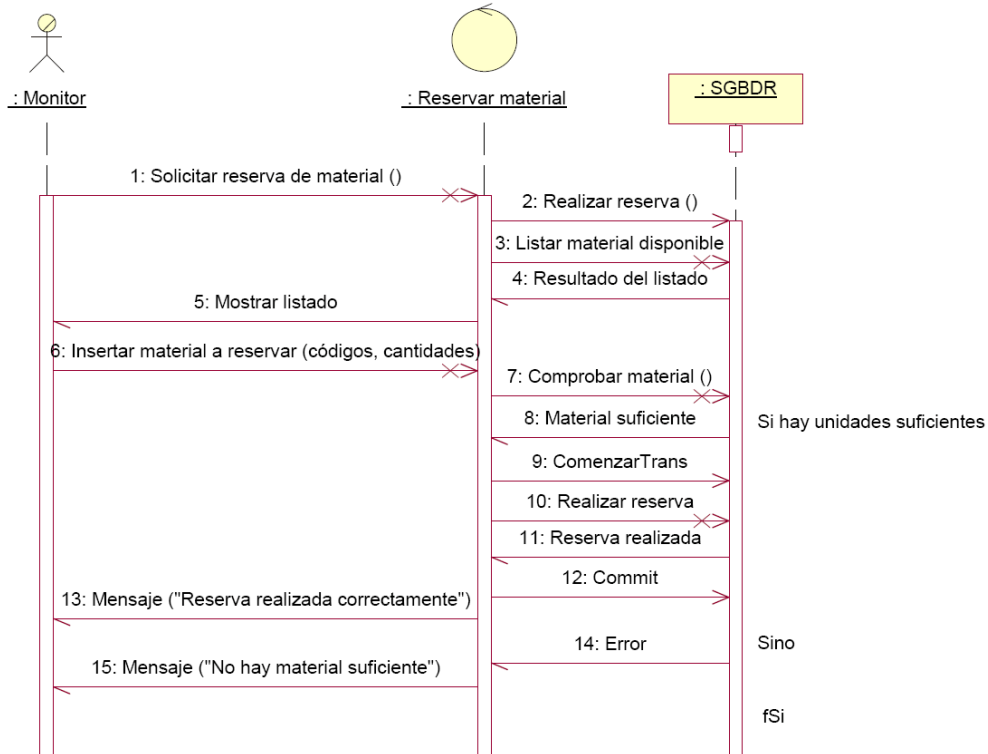 : Monitor
: Reservar material
: SGBDR
1: Solicitar reserva de material ()
2: Realizar reserva ()
3: Listar material disponible
4: Resultado del listado
5: Mostrar listado
6: Insertar material a reservar (códigos, cantidades)
7: Comprobar material ()
8: Material suficiente
Si hay unidades suficientes
9: ComenzarTrans
10: Realizar reserva
11: Reserva realizada
12: Commit
13: Mensaje ("Reserva realizada correctamente")
14: Error
Sino
15: Mensaje ("No hay material suficiente")
fSi